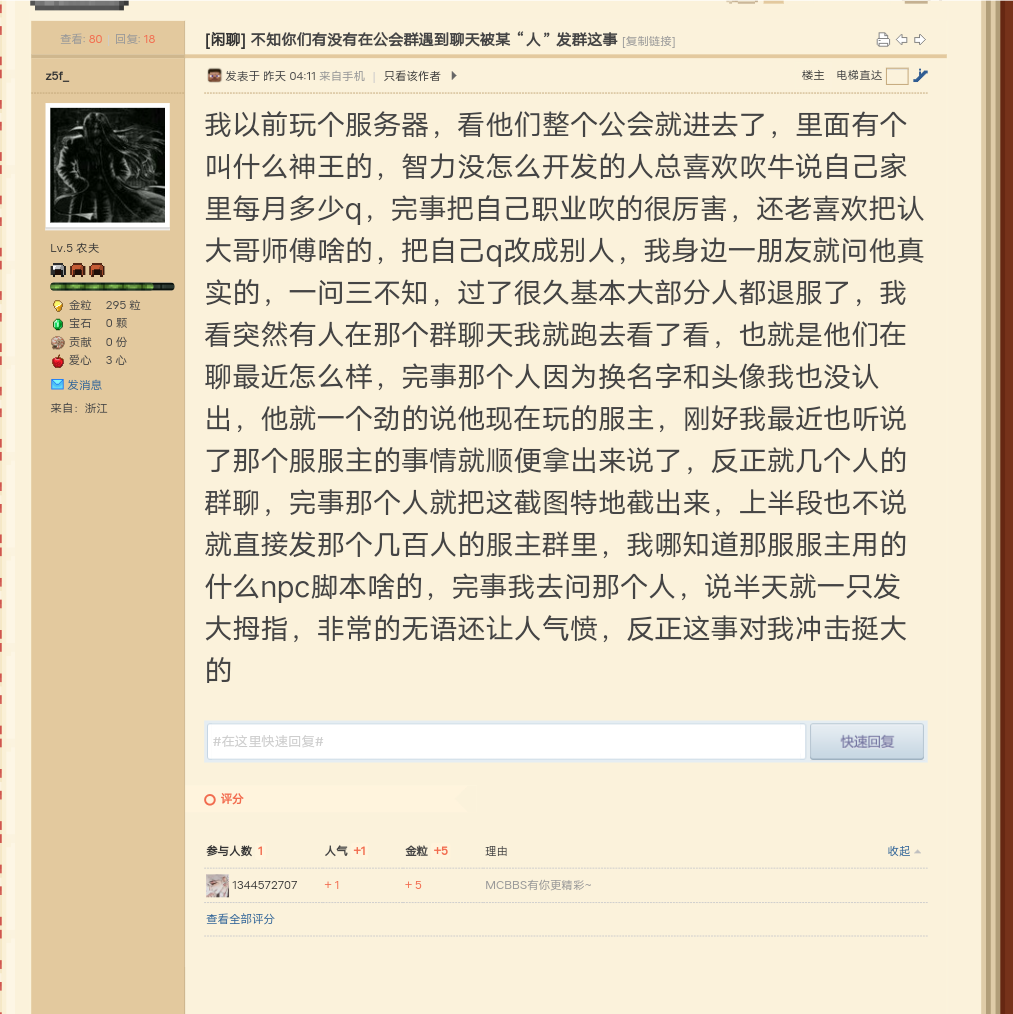 查看: 80 回复: 18
[闲聊] 不知你们有没有在公会群遇到聊天被某“人”发群这事 [复制链接]
z5f_
发表于 昨天 04:11 来自手机 | 只看该作者
楼主 电梯直达
我以前玩个服务器，看他们整个公会就进去了，里面有个
叫什么神王的，智力没怎么开发的人总喜欢吹牛说自己家
里每月多少q，完事把自己职业吹的很厉害，还老喜欢把认
大哥师傅啥的，把自己q改成别人，我身边一朋友就问他真
实的，一问三不知，过了很久基本大部分人都退服了，我
看突然有人在那个群聊天我就跑去看了看，也就是他们在
聊最近怎么样，完事那个人因为换名字和头像我也没认
出，他就一个劲的说他现在玩的服主，刚好我最近也听说
了那个服服主的事情就顺便拿出来说了，反正就几个人的
群聊，完事那个人就把这截图特地截出来，上半段也不说
就直接发那个几百人的服主群里，我哪知道那服服主用的
什么npc脚本啥的，完事我去问那个人，说半天就一只发
大拇指，非常的无语还让人气愤，反正这事对我冲击挺大
的
Lv.5 农夫
金粒 295 粒
宝石 0 颗
贡献 0 份
爱心 3 心
发消息
来自: 浙江
#在这里快速回复#
快速回复
评分
参与人数 1 人气 +1 金粒 +5 理由 收起
1344572707 + 1 + 5 MCBBS有你更精彩~
查看全部评分